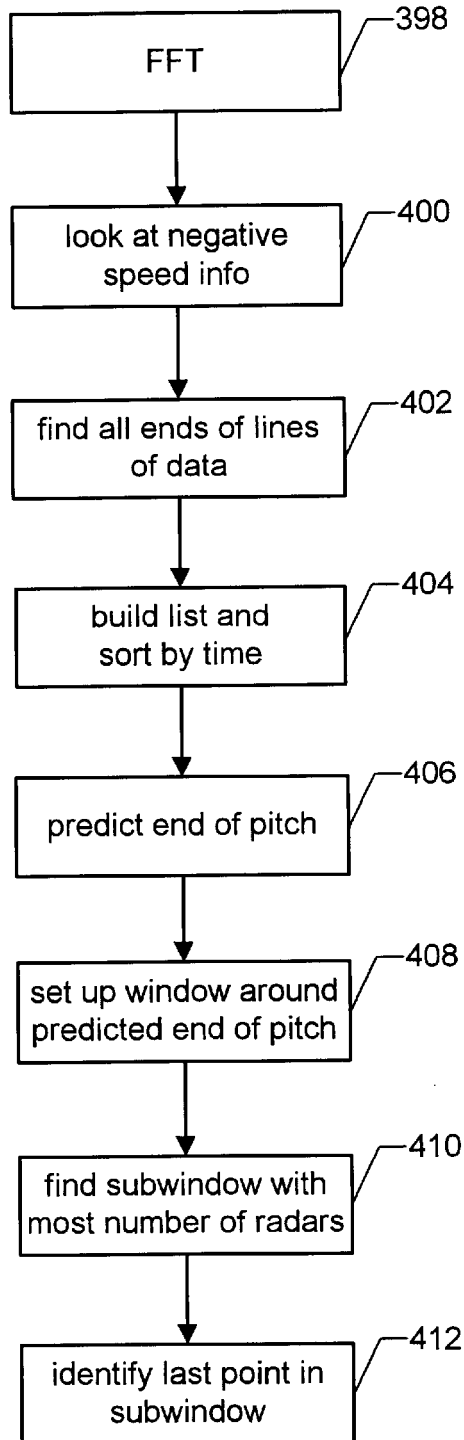 FFT
398
look at negative
speed info
400
find all ends of lines
of data
402
build list and
sort by time
404
predict end of pitch
406
set up window around
predicted end of pitch
408
find subwindow with
most number of radars
410
identify last point in
subwindow
412